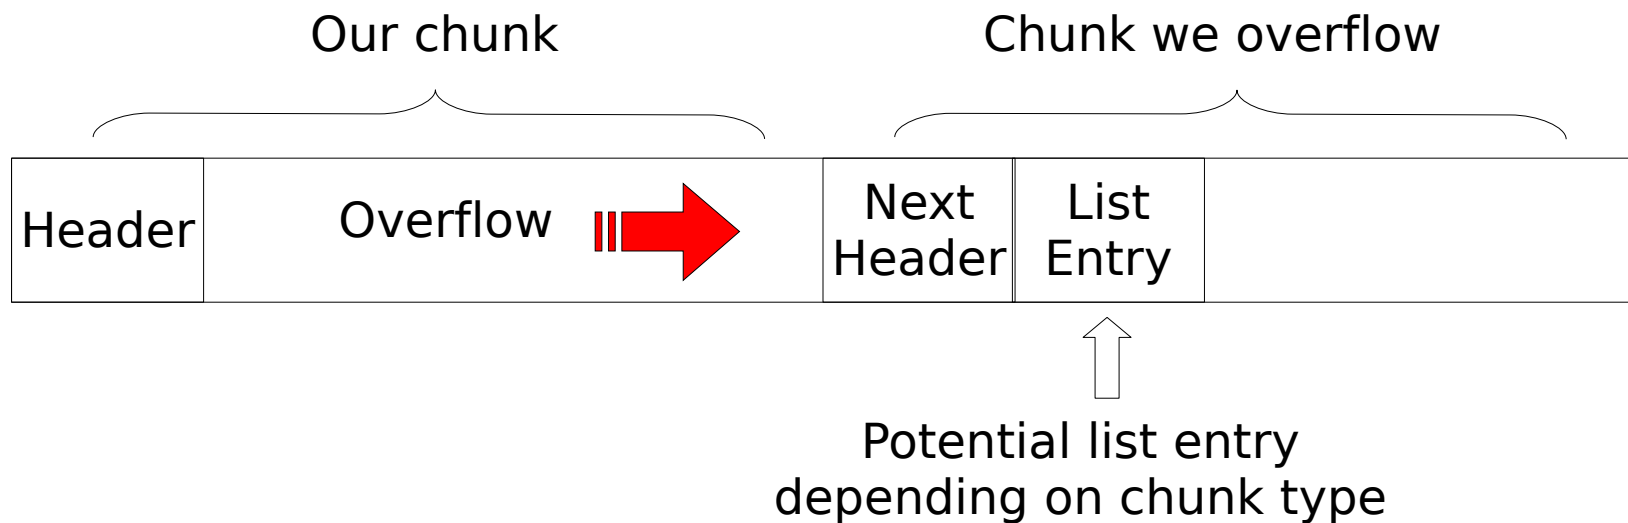 Our chunk
Chunk we overflow
Header
Overflow
Next
Header
List
Entry
Potential list entry
depending on chunk type